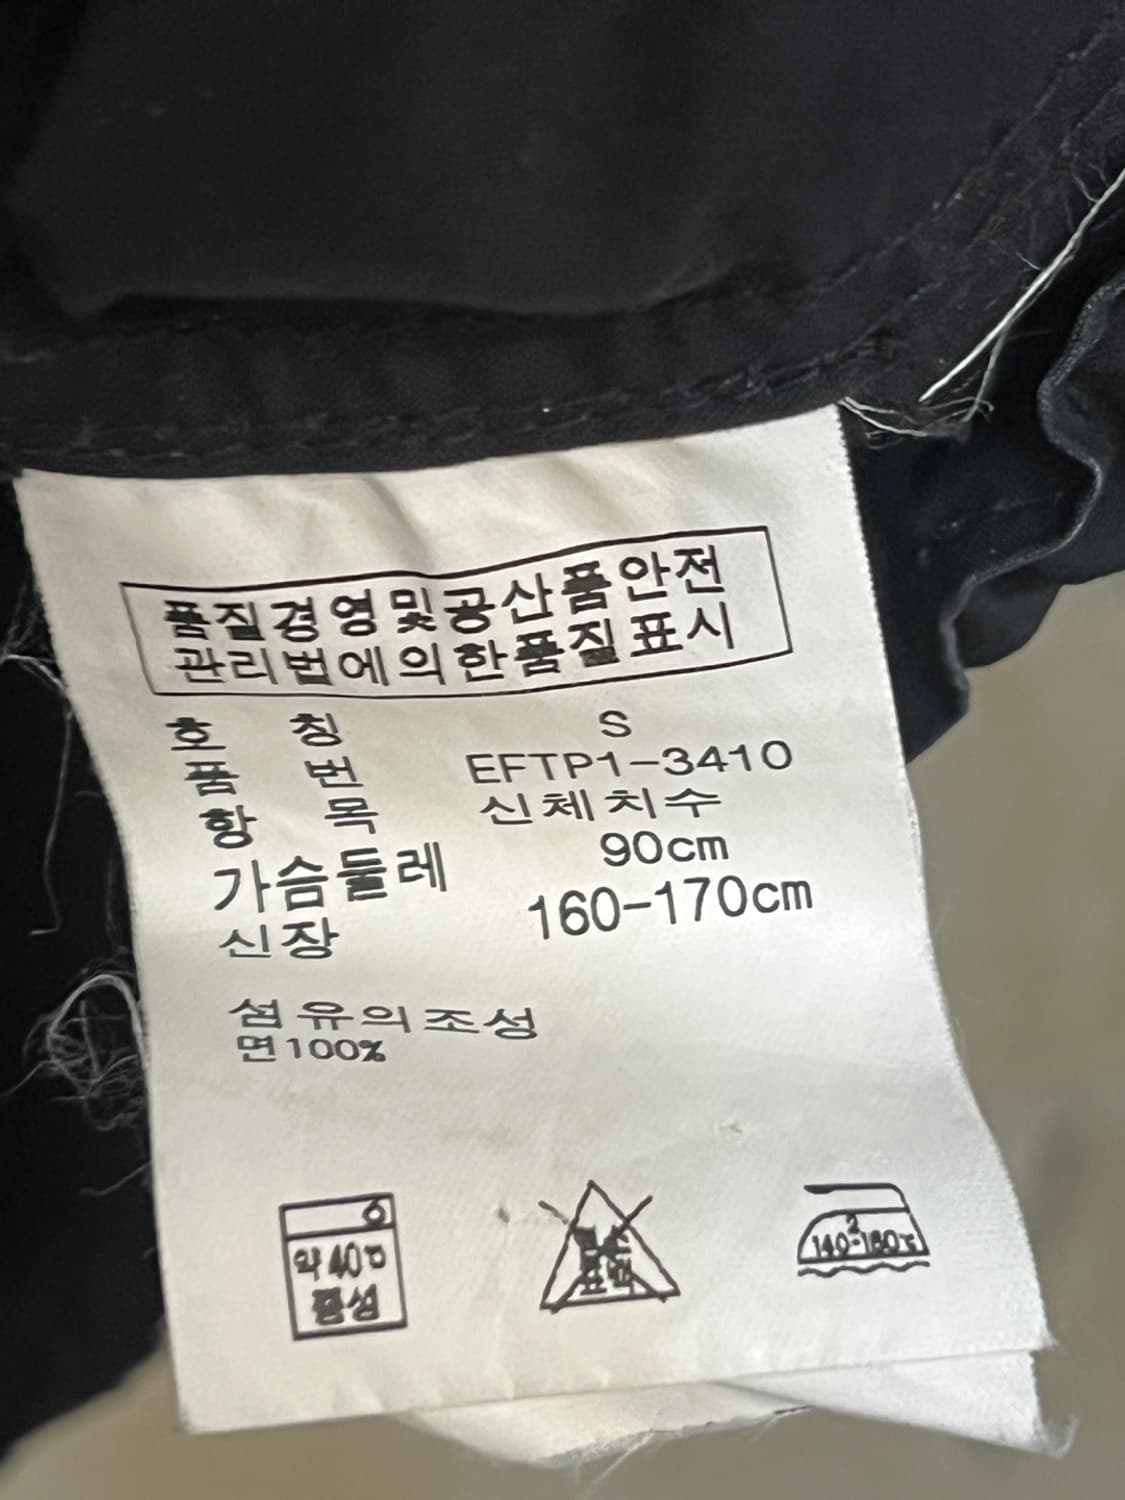 품질경영및공산품안전
관리법에의한품질표시
호 칭 S
품 번 EFTP1-3410
항 목 신체치수
가슴둘레 90cm
신장 160-170cm
섬유의조성
면100%
약 40℃
중성
2
140-160℃